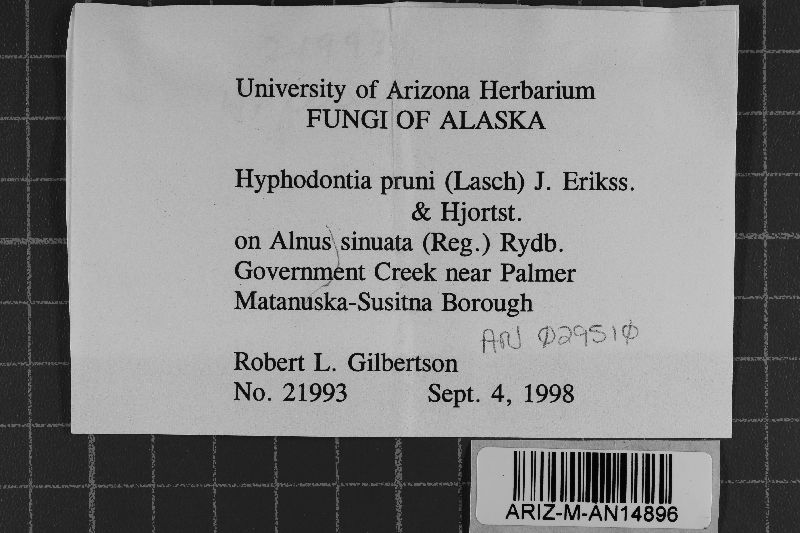 University of Arizona Herbarium
FUNGI OF ALASKA
Hyphodontia pruni (Lasch) J. Erikss.
& Hjortst.
on Alnus sinuata (Reg.) Rydb.
Government Creek near Palmer
Matanuska-Susitna Borough
AN 029510
Robert L. Gilbertson
No. 21993 Sept. 4, 1998
ARIZ-M-AN14896